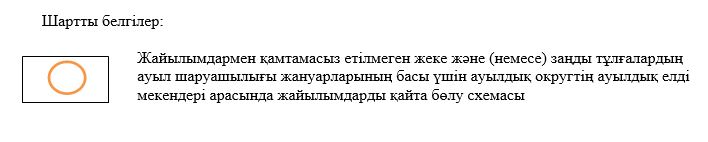 Шартты белгілер:
Жайылымдармен қамтамасыз етілмеген жеке және (немесе) заңды тұлғалардың
ауыл шаруашылығы жануарларының басы үшін ауылдық округтің ауылдық елді
мекендері арасында жайылымдарды қайта бөлу схемасы